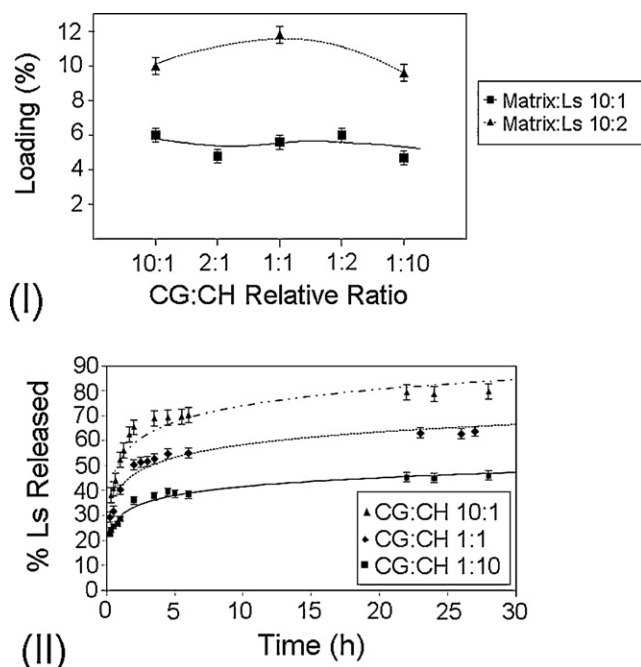 12
10
8
6
4
2
Loading (%)
10:1 2:1 1:1 1:2 1:10
CG:CH Relative Ratio
Matrix:Ls 10:1
Matrix:Ls 10:2
(I)
90
80
70
60
50
40
30
20
10
0
% Ls Released
CG:CH 10:1
CG:CH 1:1
CG:CH 1:10
0 5 10 15 20 25 30
Time (h)
(II)